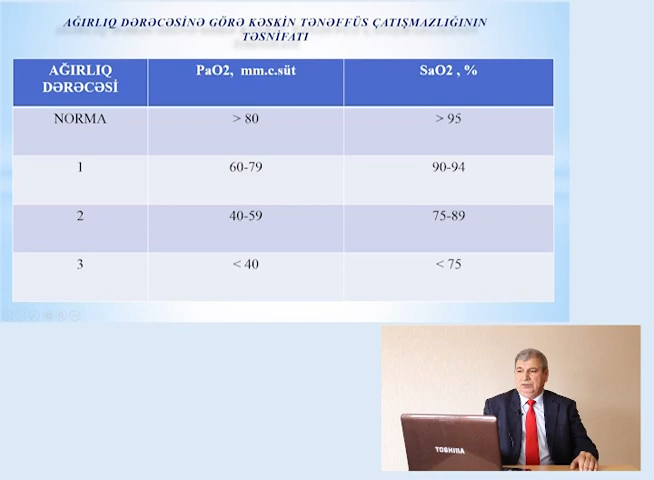 AĞIRLIQ DƏRƏCƏSİNƏ GÖRƏ KƏSKİN TƏNƏFFÜS ÇATIŞMAZLIĞININ
TƏSNİFATI
AĞIRLIQ DƏRƏCƏSİ PaO2, mm.c.süt SaO2 , %
NORMA > 80 > 95
1 60-79 90-94
2 40-59 75-89
3 < 40 < 75
TOSHIBA